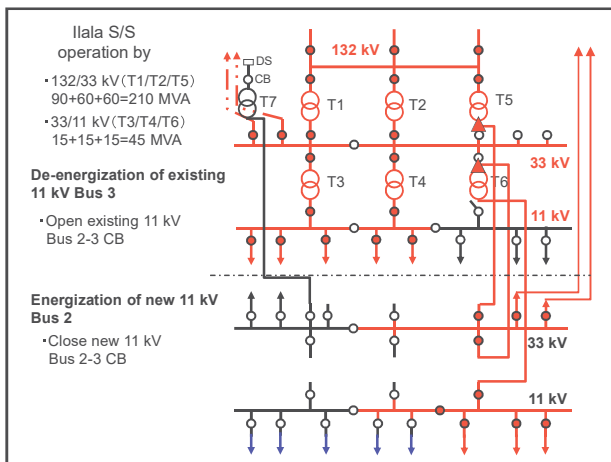 Ilala S/S
operation by
・132/33 kV(T1/T2/T5)
90+60+60=210 MVA
・33/11 kV(T3/T4/T6)
15+15+15=45 MVA
De-energization of existing
11 kV Bus 3
・Open existing 11 kV
Bus 2-3 CB
Energization of new 11 kV
Bus 2
・Close new 11 kV
Bus 2-3 CB
DS
CB
132 kV
T7
T1
T2
T5
33 kV
T3
T4
T6
11 kV
33 kV
11 kV